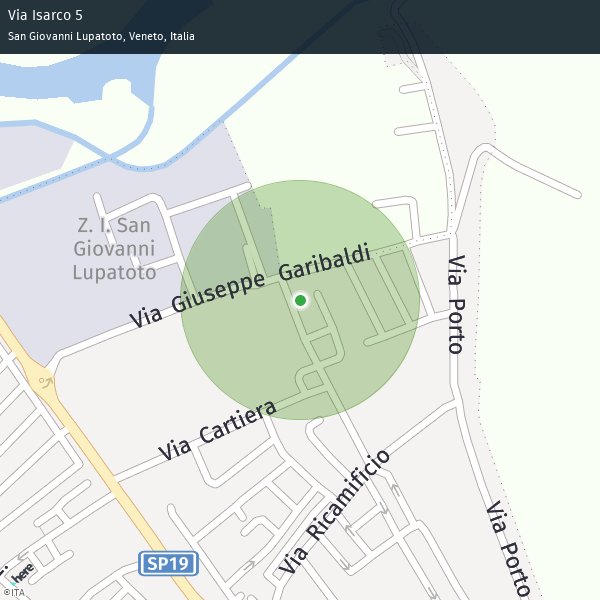 Via Isarco 5
San Giovanni Lupatoto, Veneto, Italia
Z. I. San
Giovanni
Lupatoto
Via Giuseppe Garibaldi
Via Porto
Via Cartiera
Via Ricamificio
Via Porto
SP19
here
©ITA